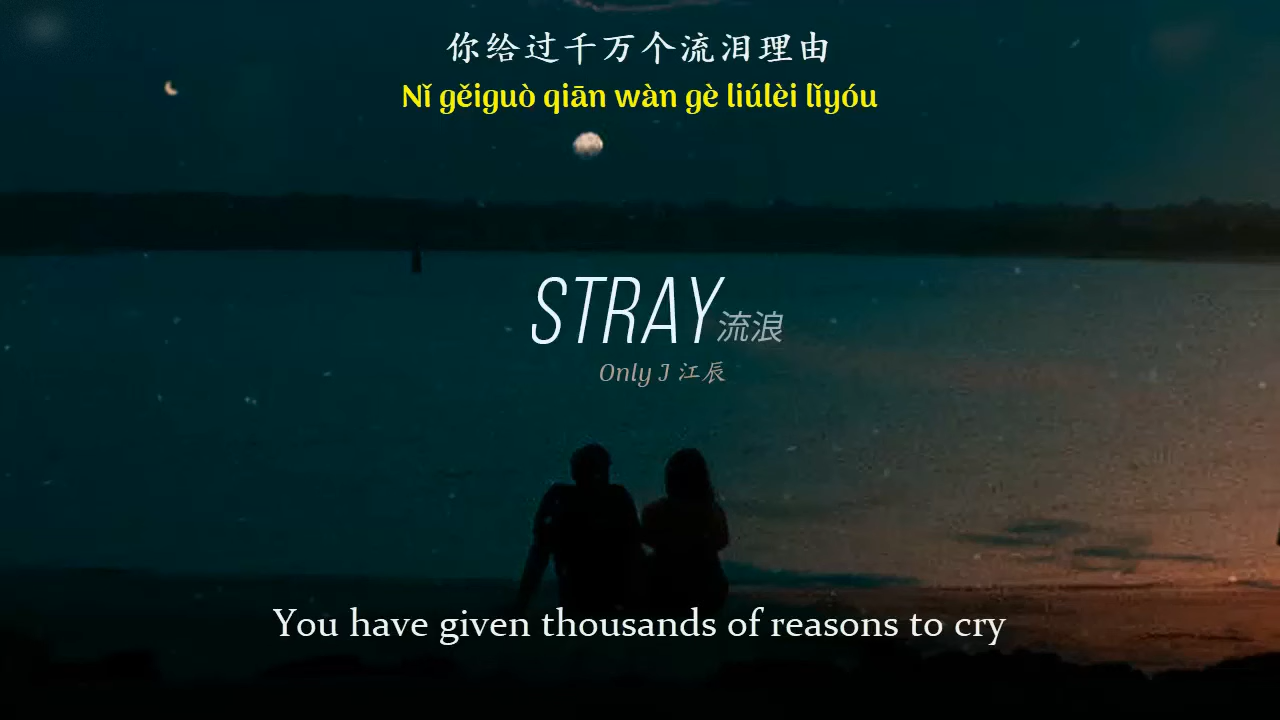 你给过千万个流泪理由
Nǐ gěiguò qiān wàn gè liúlèi lǐyóu
STRAY流浪
Only J 江辰
You have given thousands of reasons to cry